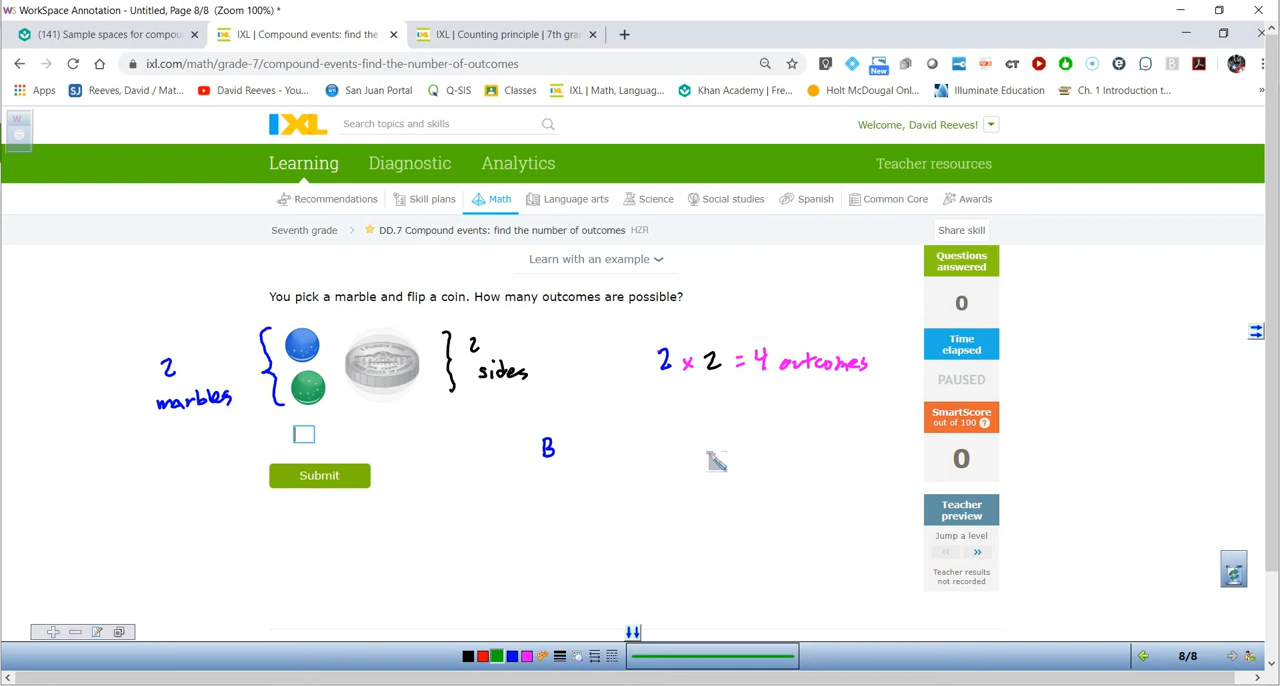 WorkSpace Annotation - Untitled, Page 8/8 (Zoom 100%) *
(141) Sample spaces for compou
IXL | Compound events: find the
IXL | Counting principle | 7th grad
ixl.com/math/grade-7/compound-events-find-the-number-of-outcomes
New
Apps
Reeves, David / Mat...
David Reeves - You...
San Juan Portal
Q-SIS
Classes
IXL | Math, Languag...
Khan Academy | Fre...
Holt McDougal Onl...
Illuminate Education
Ch. 1 Introduction t...
IXL
Search topics and skills
Welcome, David Reeves!
Learning
Diagnostic
Analytics
Teacher resources
Recommendations
Skill plans
Math
Language arts
Science
Social studies
Spanish
Common Core
Awards
Seventh grade
DD.7 Compound events: find the number of outcomes HZR
Share skill
Learn with an example
Questions
answered
0
You pick a marble and flip a coin. How many outcomes are possible?
2
marbles
2
sides
2 x 2 = 4 outcomes
B
Submit
Time
elapsed
PAUSED
SmartScore
out of 100 ?
0
Teacher
preview
Jump a level
Teacher results
not recorded
8/8